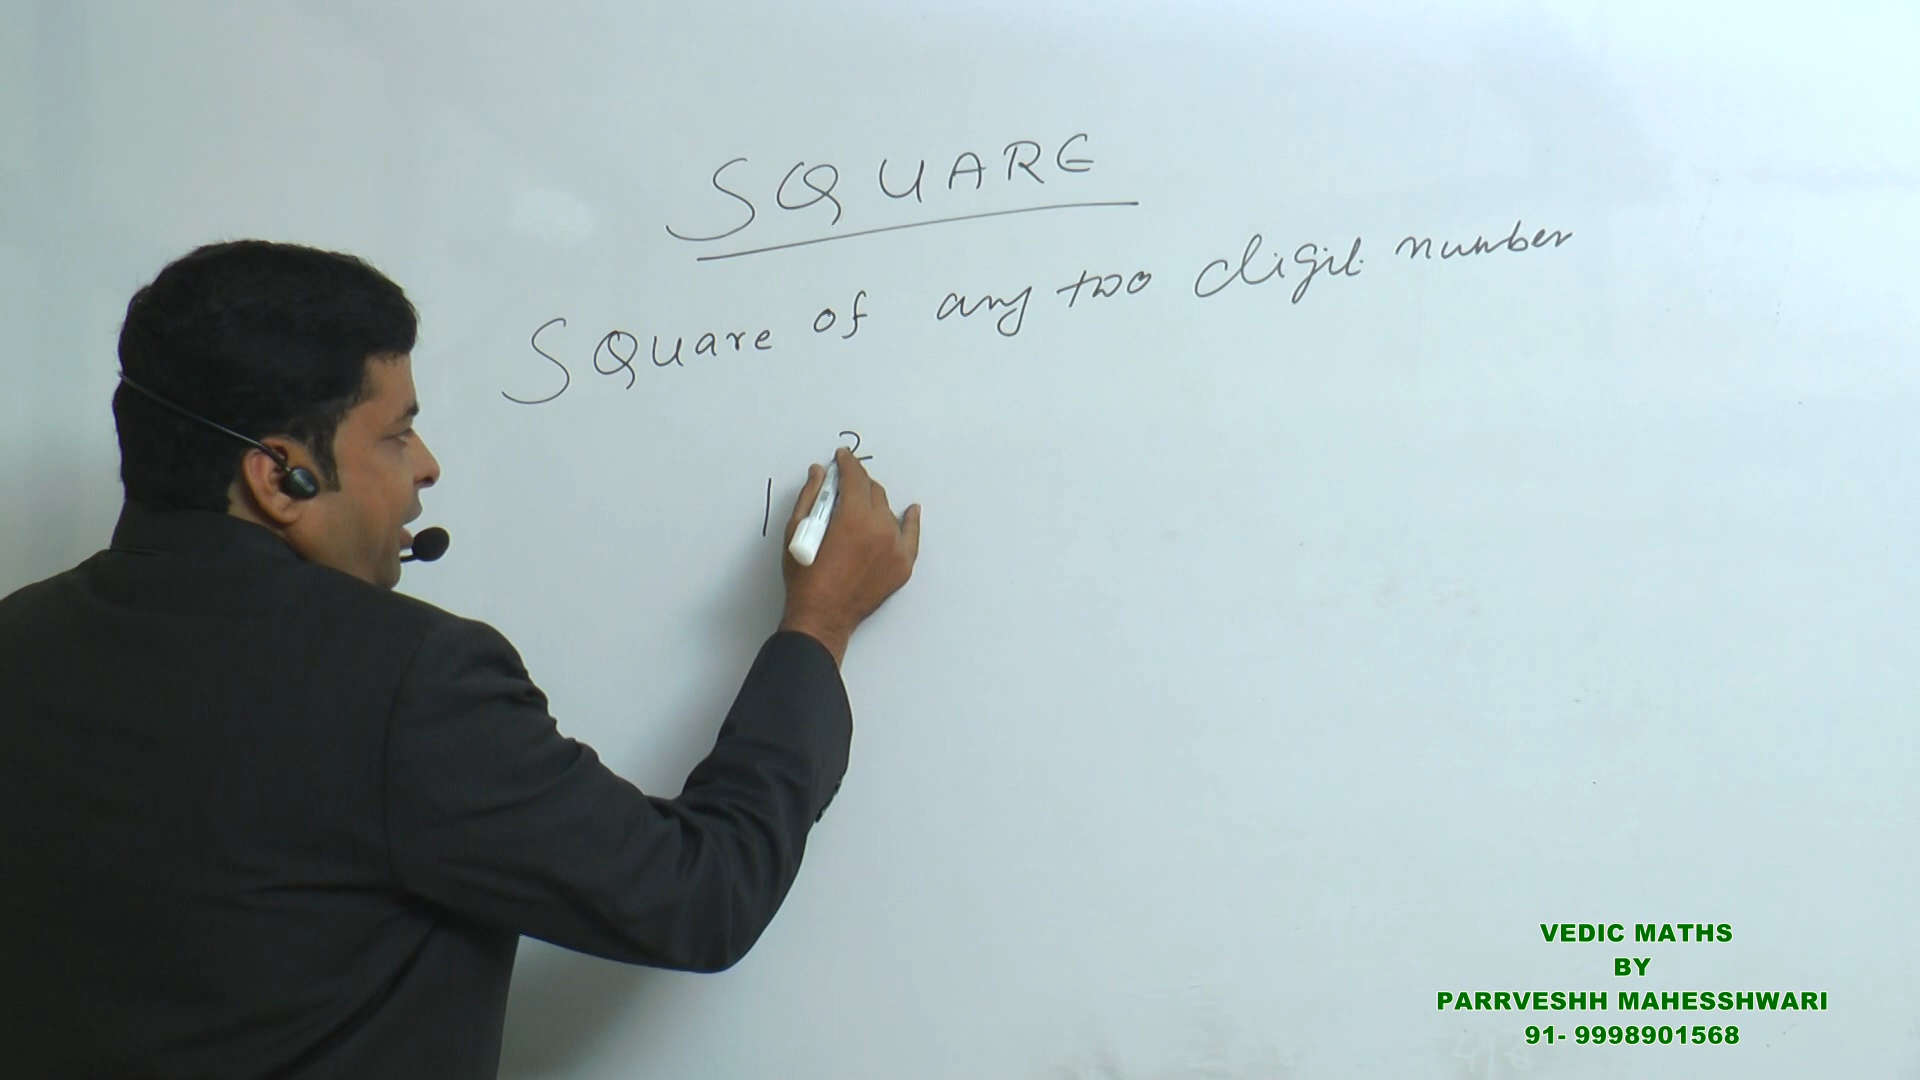 SQUARE
SQuare of any two digit number
2
1
VEDIC MATHS
BY
PARRVESHH MAHESSHWARI
91- 9998901568